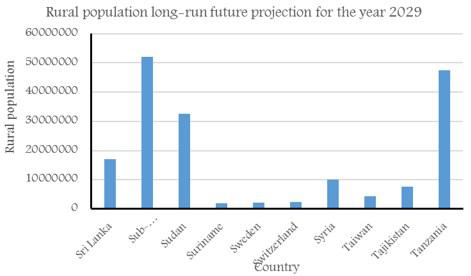 Rural population long-run future projection for the year 2029
60000000
50000000
40000000
30000000
20000000
10000000
0
Rural population
Sri Lanka
Sub-...
Sudan
Suriname
Sweden
Switzerland
Syria
Taiwan
Tajikistan
Tanzania
Country